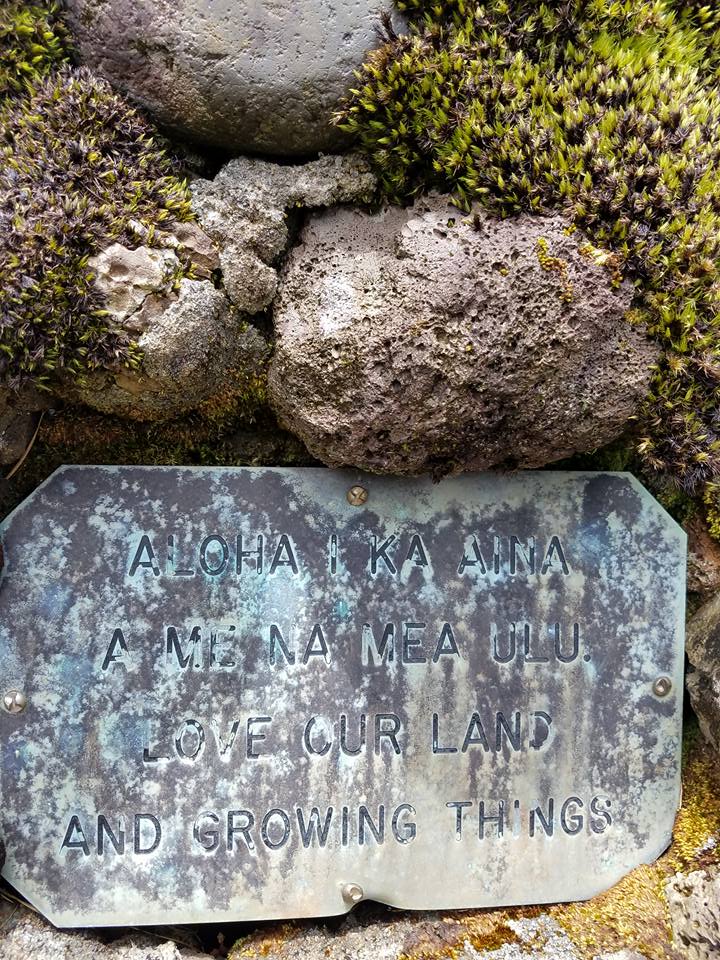 ALOHA I KA AINA
A ME NA MEA ULU.
LOVE OUR LAND
AND GROWING THINGS